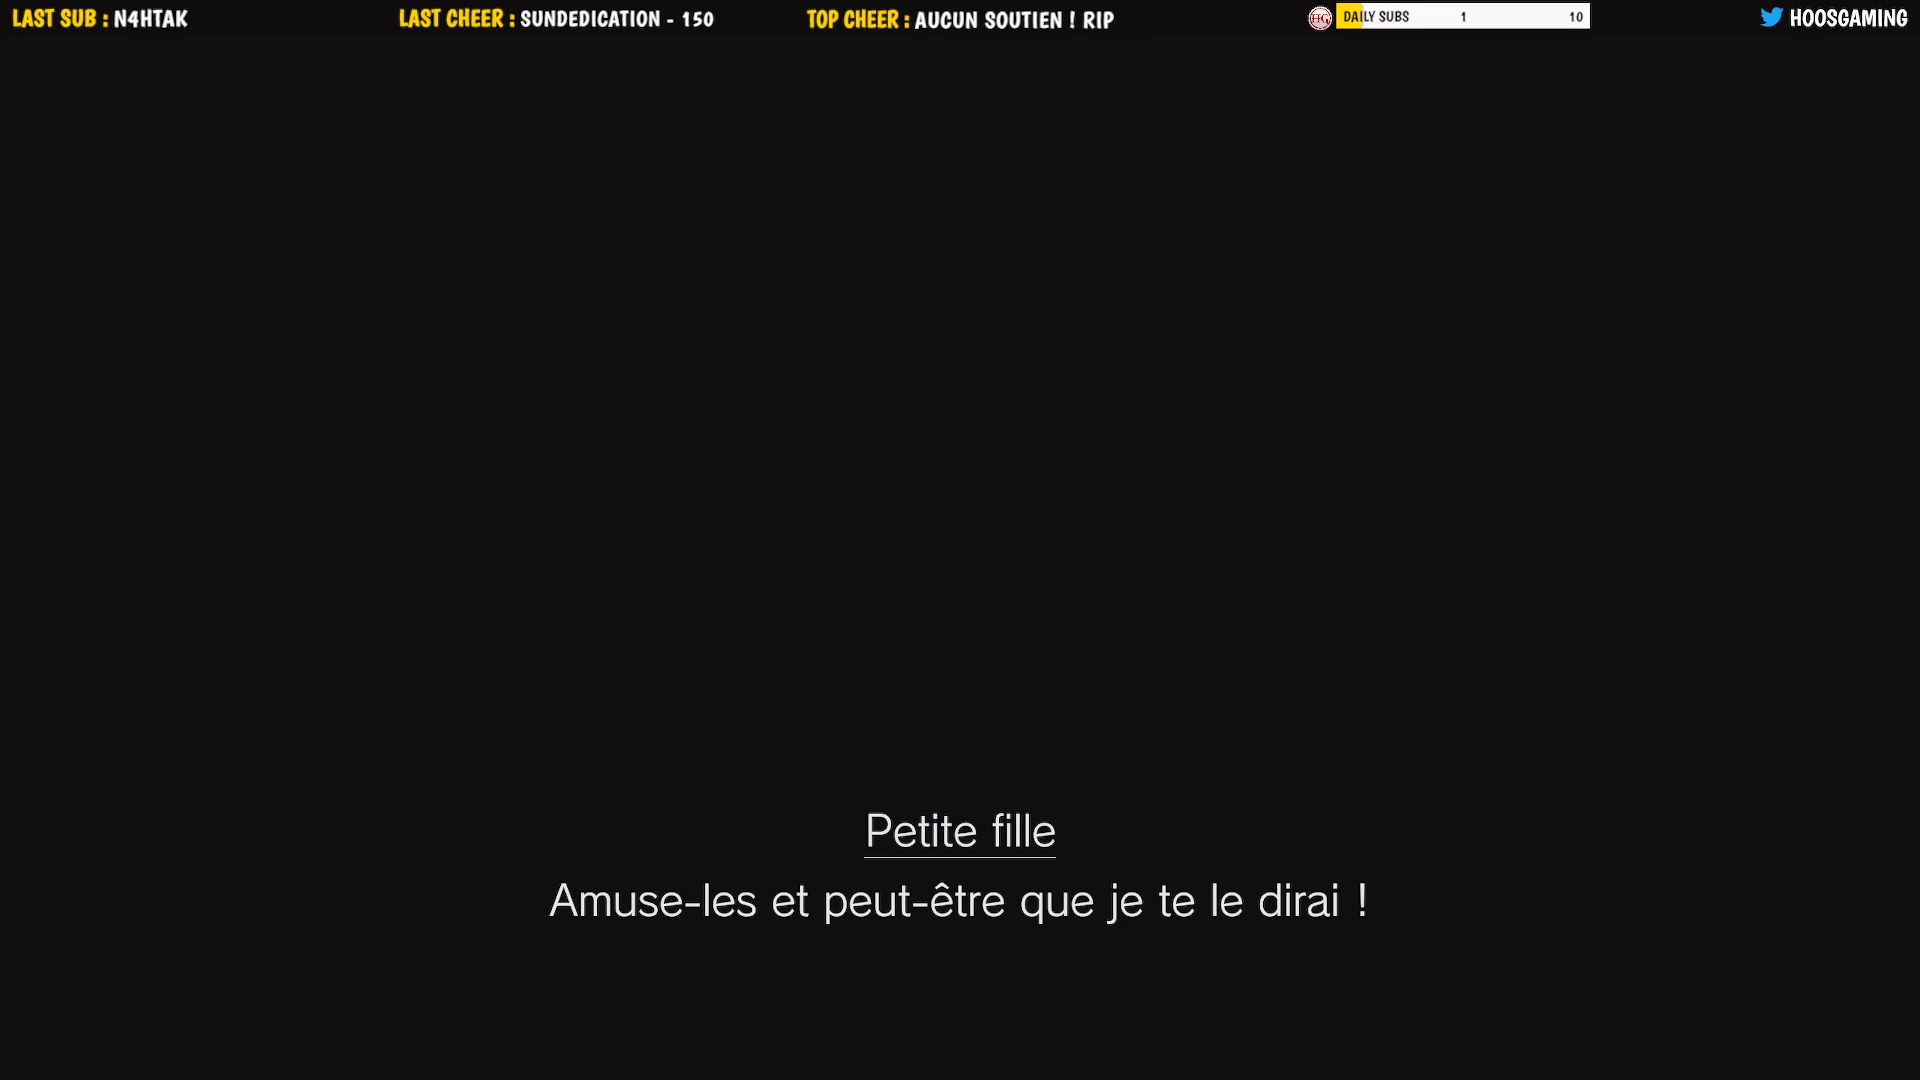 LAST SUB : N4HTAK
LAST CHEER : SUNDEDICATION - 150
TOP CHEER : AUCUN SOUTIEN ! RIP
HG
DAILY SUBS 1 10
HOOSGAMING
Petite fille
Amuse-les et peut-être que je te le dirai !